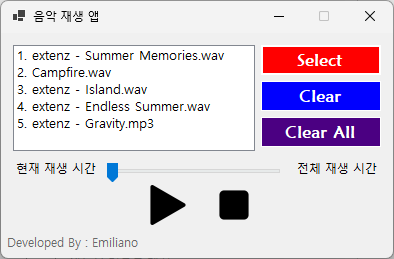 음악 재생 앱
1. extenz - Summer Memories.wav
2. Campfire.wav
3. extenz - Island.wav
4. extenz - Endless Summer.wav
5. extenz - Gravity.mp3
Select
Clear
Clear All
현재 재생 시간
전체 재생 시간
Developed By : Emiliano